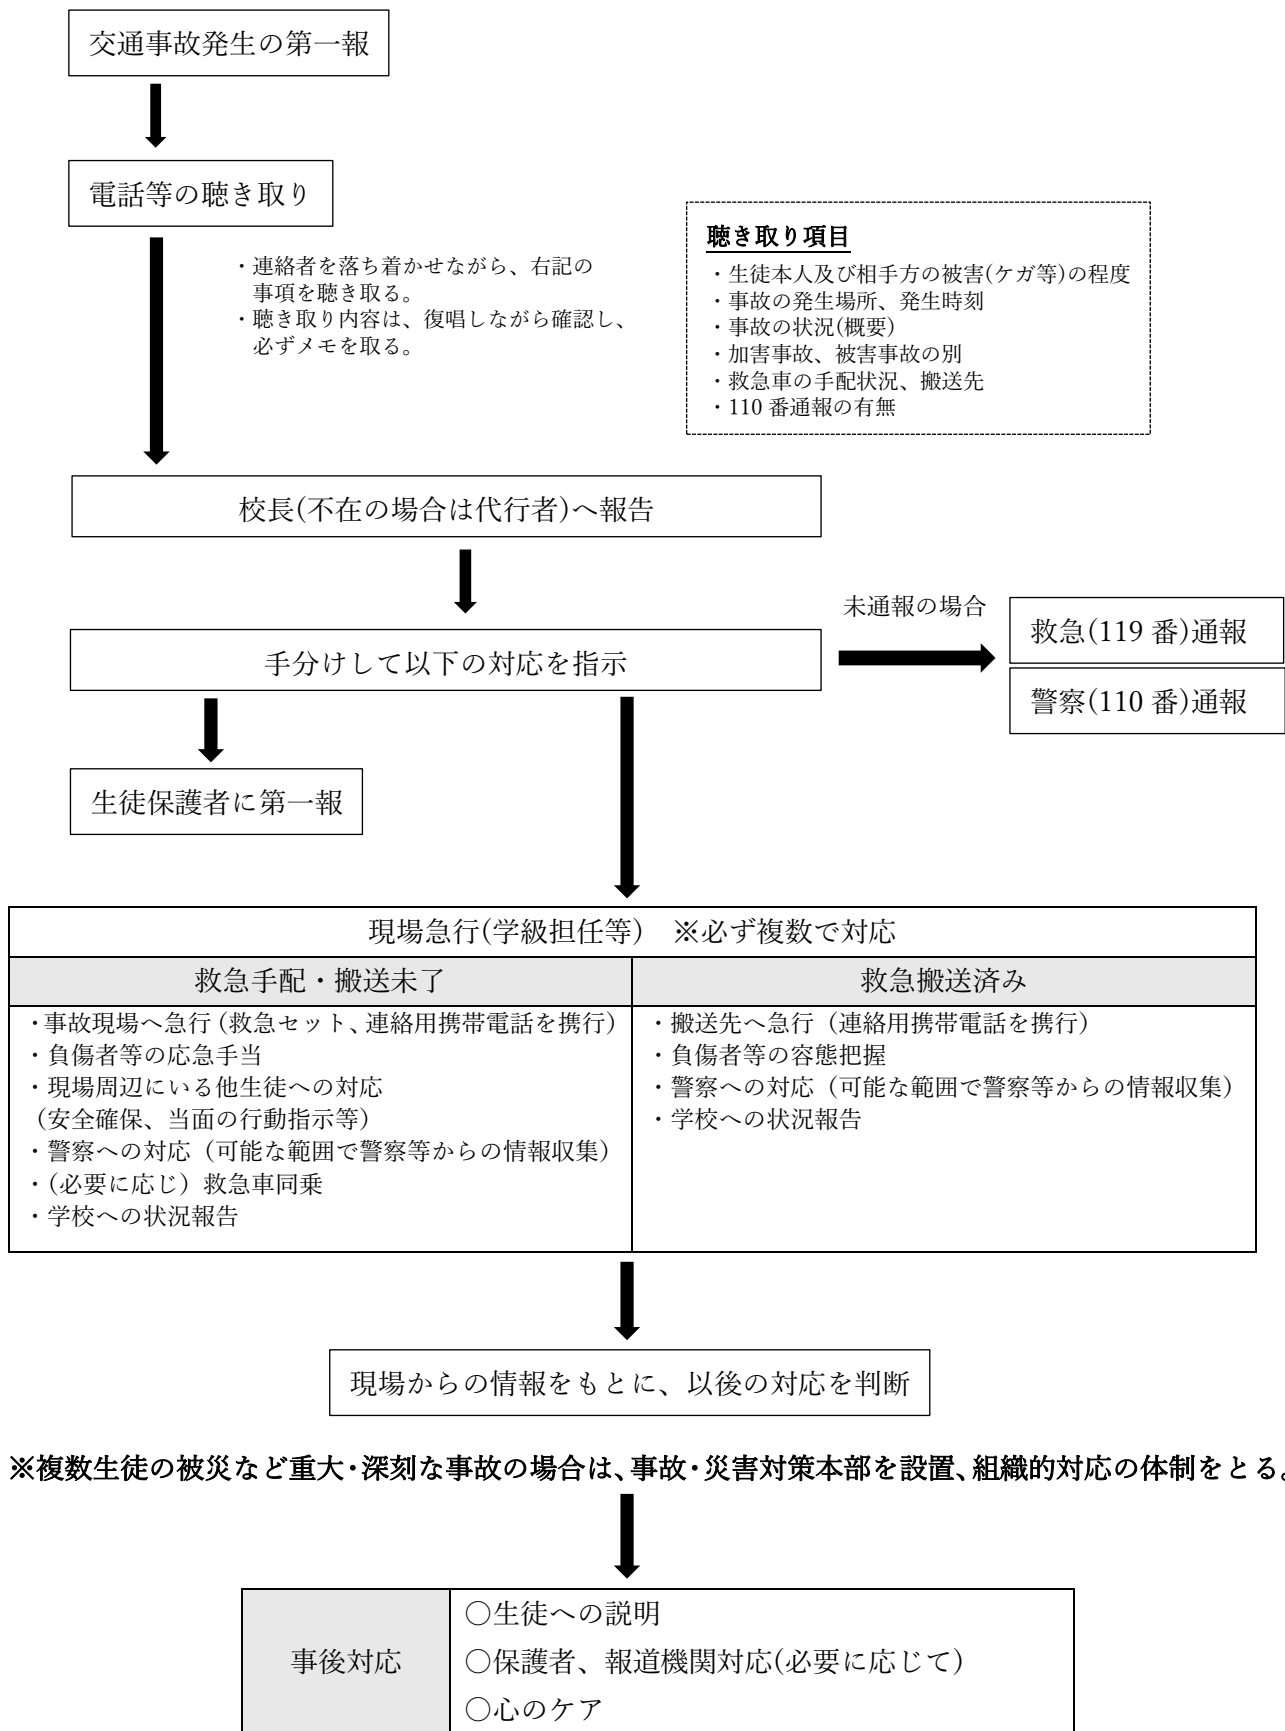 交通事故発生の第一報
電話等の聴き取り
・連絡者を落ち着かせながら、右記の
事項を聴き取る。
・聴き取り内容は、復唱しながら確認し、
必ずメモを取る。
聴き取り項目
・生徒本人及び相手方の被害(ケガ等)の程度
・事故の発生場所、発生時刻
・事故の状況(概要)
・加害事故、被害事故の別
・救急車の手配状況、搬送先
・110 番通報の有無
校長(不在の場合は代行者)へ報告
手分けして以下の対応を指示
未通報の場合
救急(119 番)通報
警察(110 番)通報
生徒保護者に第一報
現場急行(学級担任等) ※必ず複数で対応
救急手配・搬送未了
・事故現場へ急行(救急セット、連絡用携帯電話を携行)
・負傷者等の応急手当
・現場周辺にいる他生徒への対応
（安全確保、当面の行動指示等）
・警察への対応（可能な範囲で警察等からの情報収集）
・(必要に応じ）救急車同乗
・学校への状況報告
救急搬送済み
・搬送先へ急行（連絡用携帯電話を携行）
・負傷者等の容態把握
・警察への対応（可能な範囲で警察等からの情報収集）
・学校への状況報告
現場からの情報をもとに、以後の対応を判断
※複数生徒の被災など重大・深刻な事故の場合は、事故・災害対策本部を設置、組織的対応の体制をとる。
事後対応
○生徒への説明
○保護者、報道機関対応(必要に応じて)
○心のケア